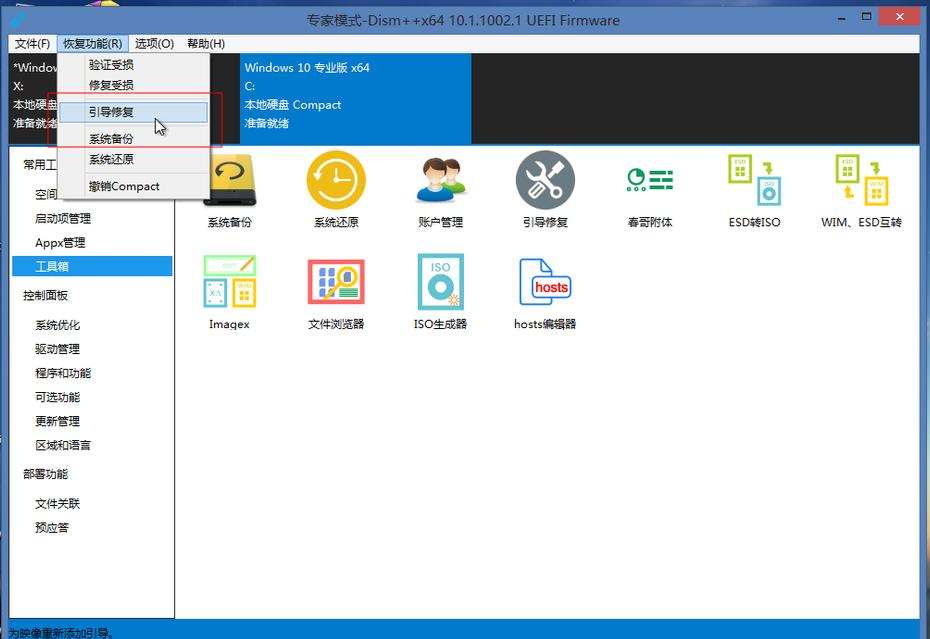 专家模式-Dism++x64 10.1.1002.1 UEFI Firmware
文件(F) 恢复功能(R) 选项(O) 帮助(H)
验证受损
修复受损
引导修复
系统备份
系统还原
撤销Compact
*Window
X:
本地硬盘
准备就绪
Windows 10 专业版 x64
C:
本地硬盘 Compact
准备就绪
常用工
空间
启动项管理
Appx管理
工具箱
控制面板
系统优化
驱动管理
程序和功能
可选功能
更新管理
区域和语言
部署功能
文件关联
预应答
系统备份 系统还原 账户管理 引导修复 春哥附体 ESD转ISO WIM、ESD互转
ESD ISO
ESD WIM
EDIT
X:\ WIM
ISO
hosts
Imagex 文件浏览器 ISO生成器 hosts编辑器
为映像重新添加引导。